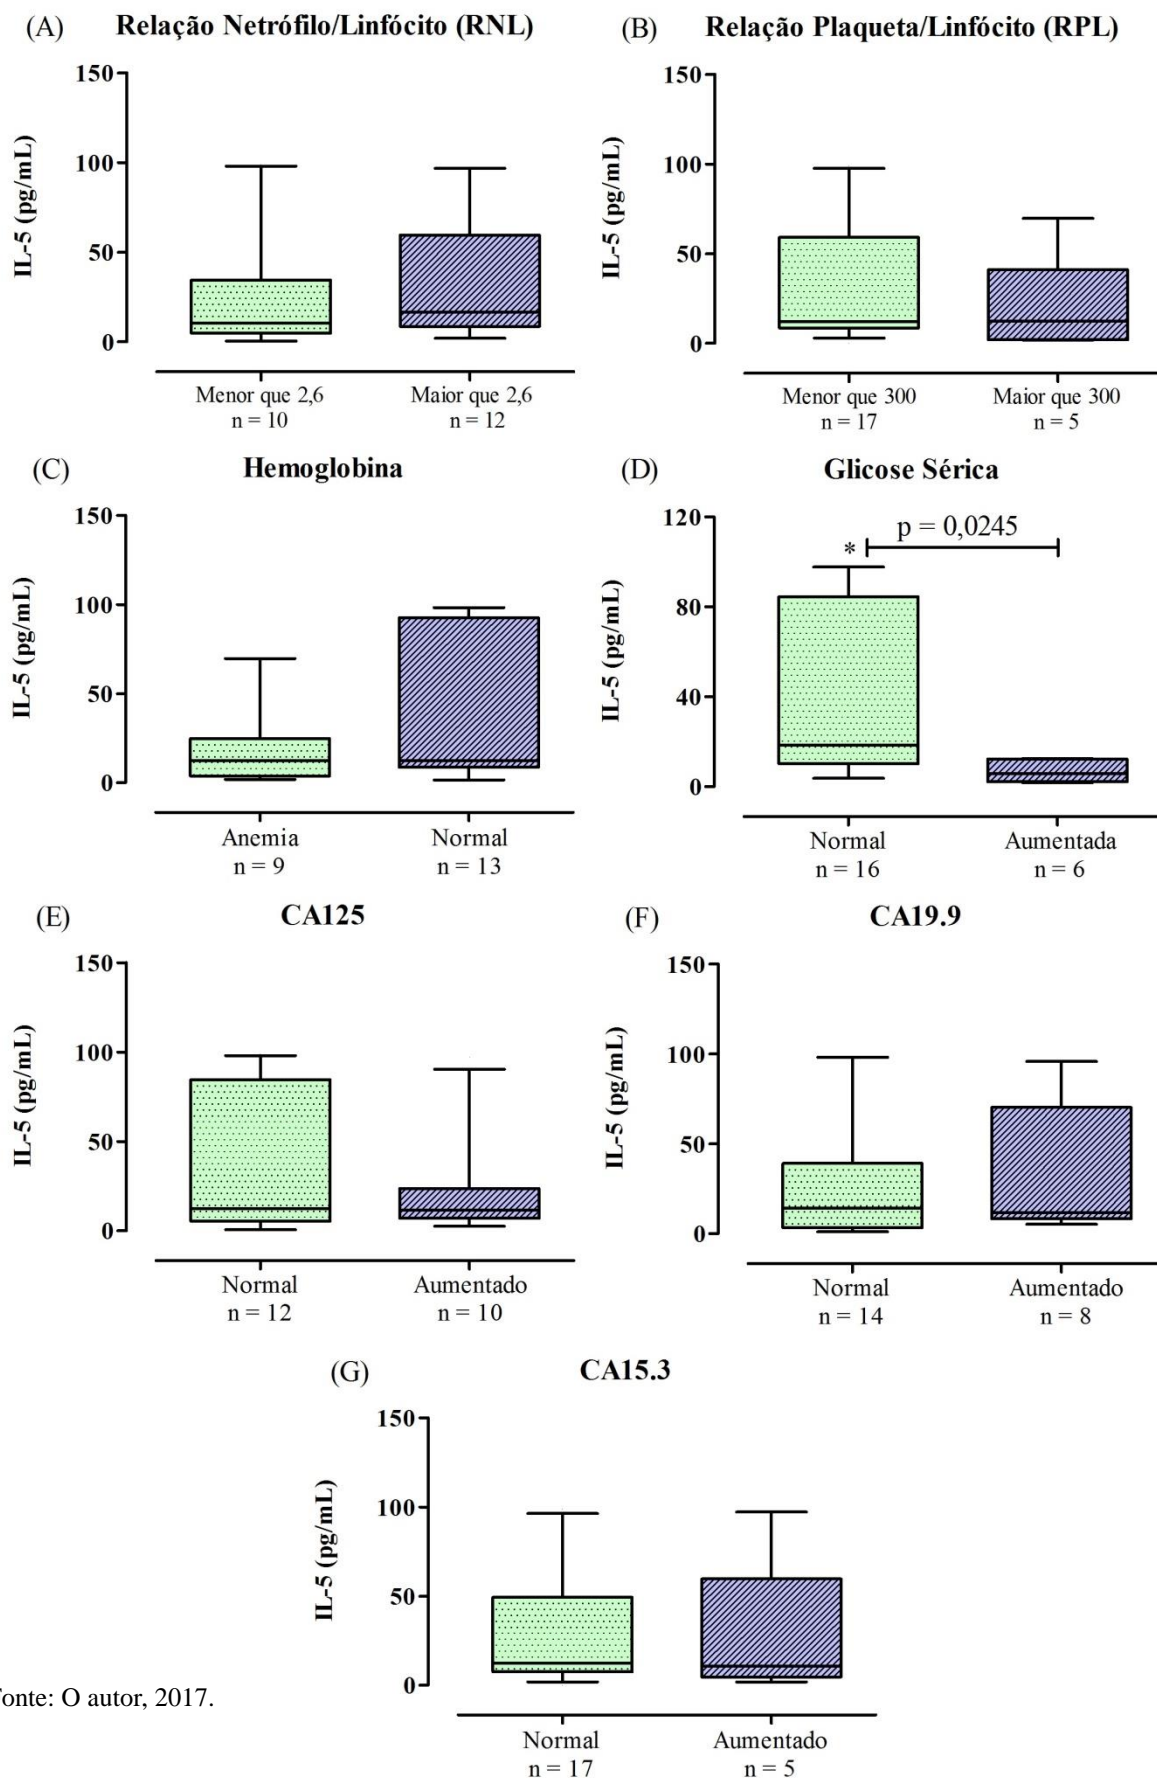 (A) Relação Netrófilo/Linfócito (RNL)
150
100
50
0
IL-5 (pg/mL)
Menor que 2,6
n = 10
Maior que 2,6
n = 12
(B) Relação Plaqueta/Linfócito (RPL)
150
100
50
0
IL-5 (pg/mL)
Menor que 300
n = 17
Maior que 300
n = 5
(C) Hemoglobina
150
100
50
0
IL-5 (pg/mL)
Anemia
n = 9
Normal
n = 13
(D) Glicose Sérica
120
80
40
0
IL-5 (pg/mL)
* p = 0,0245
Normal
n = 16
Aumentada
n = 6
(E) CA125
150
100
50
0
IL-5 (pg/mL)
Normal
n = 12
Aumentado
n = 10
(F) CA19.9
150
100
50
0
IL-5 (pg/mL)
Normal
n = 14
Aumentado
n = 8
(G) CA15.3
150
100
50
0
IL-5 (pg/mL)
Normal
n = 17
Aumentado
n = 5
onte: O autor, 2017.